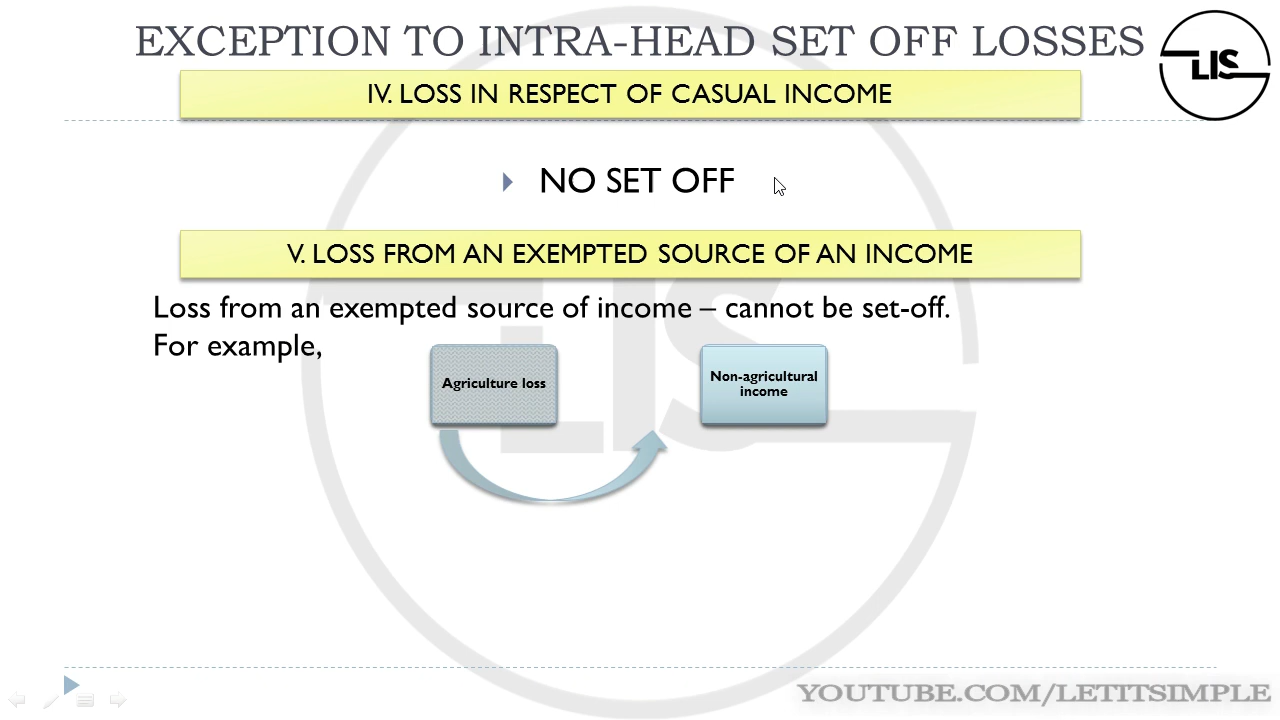 EXCEPTION TO INTRA-HEAD SET OFF LOSSES
LIS
IV. LOSS IN RESPECT OF CASUAL INCOME
NO SET OFF
V. LOSS FROM AN EXEMPTED SOURCE OF AN INCOME
Loss from an exempted source of income – cannot be set-off.
For example,
Agriculture loss
Non-agricultural
income
LIS
YOUTUBE.COM/LETITSIMPLE